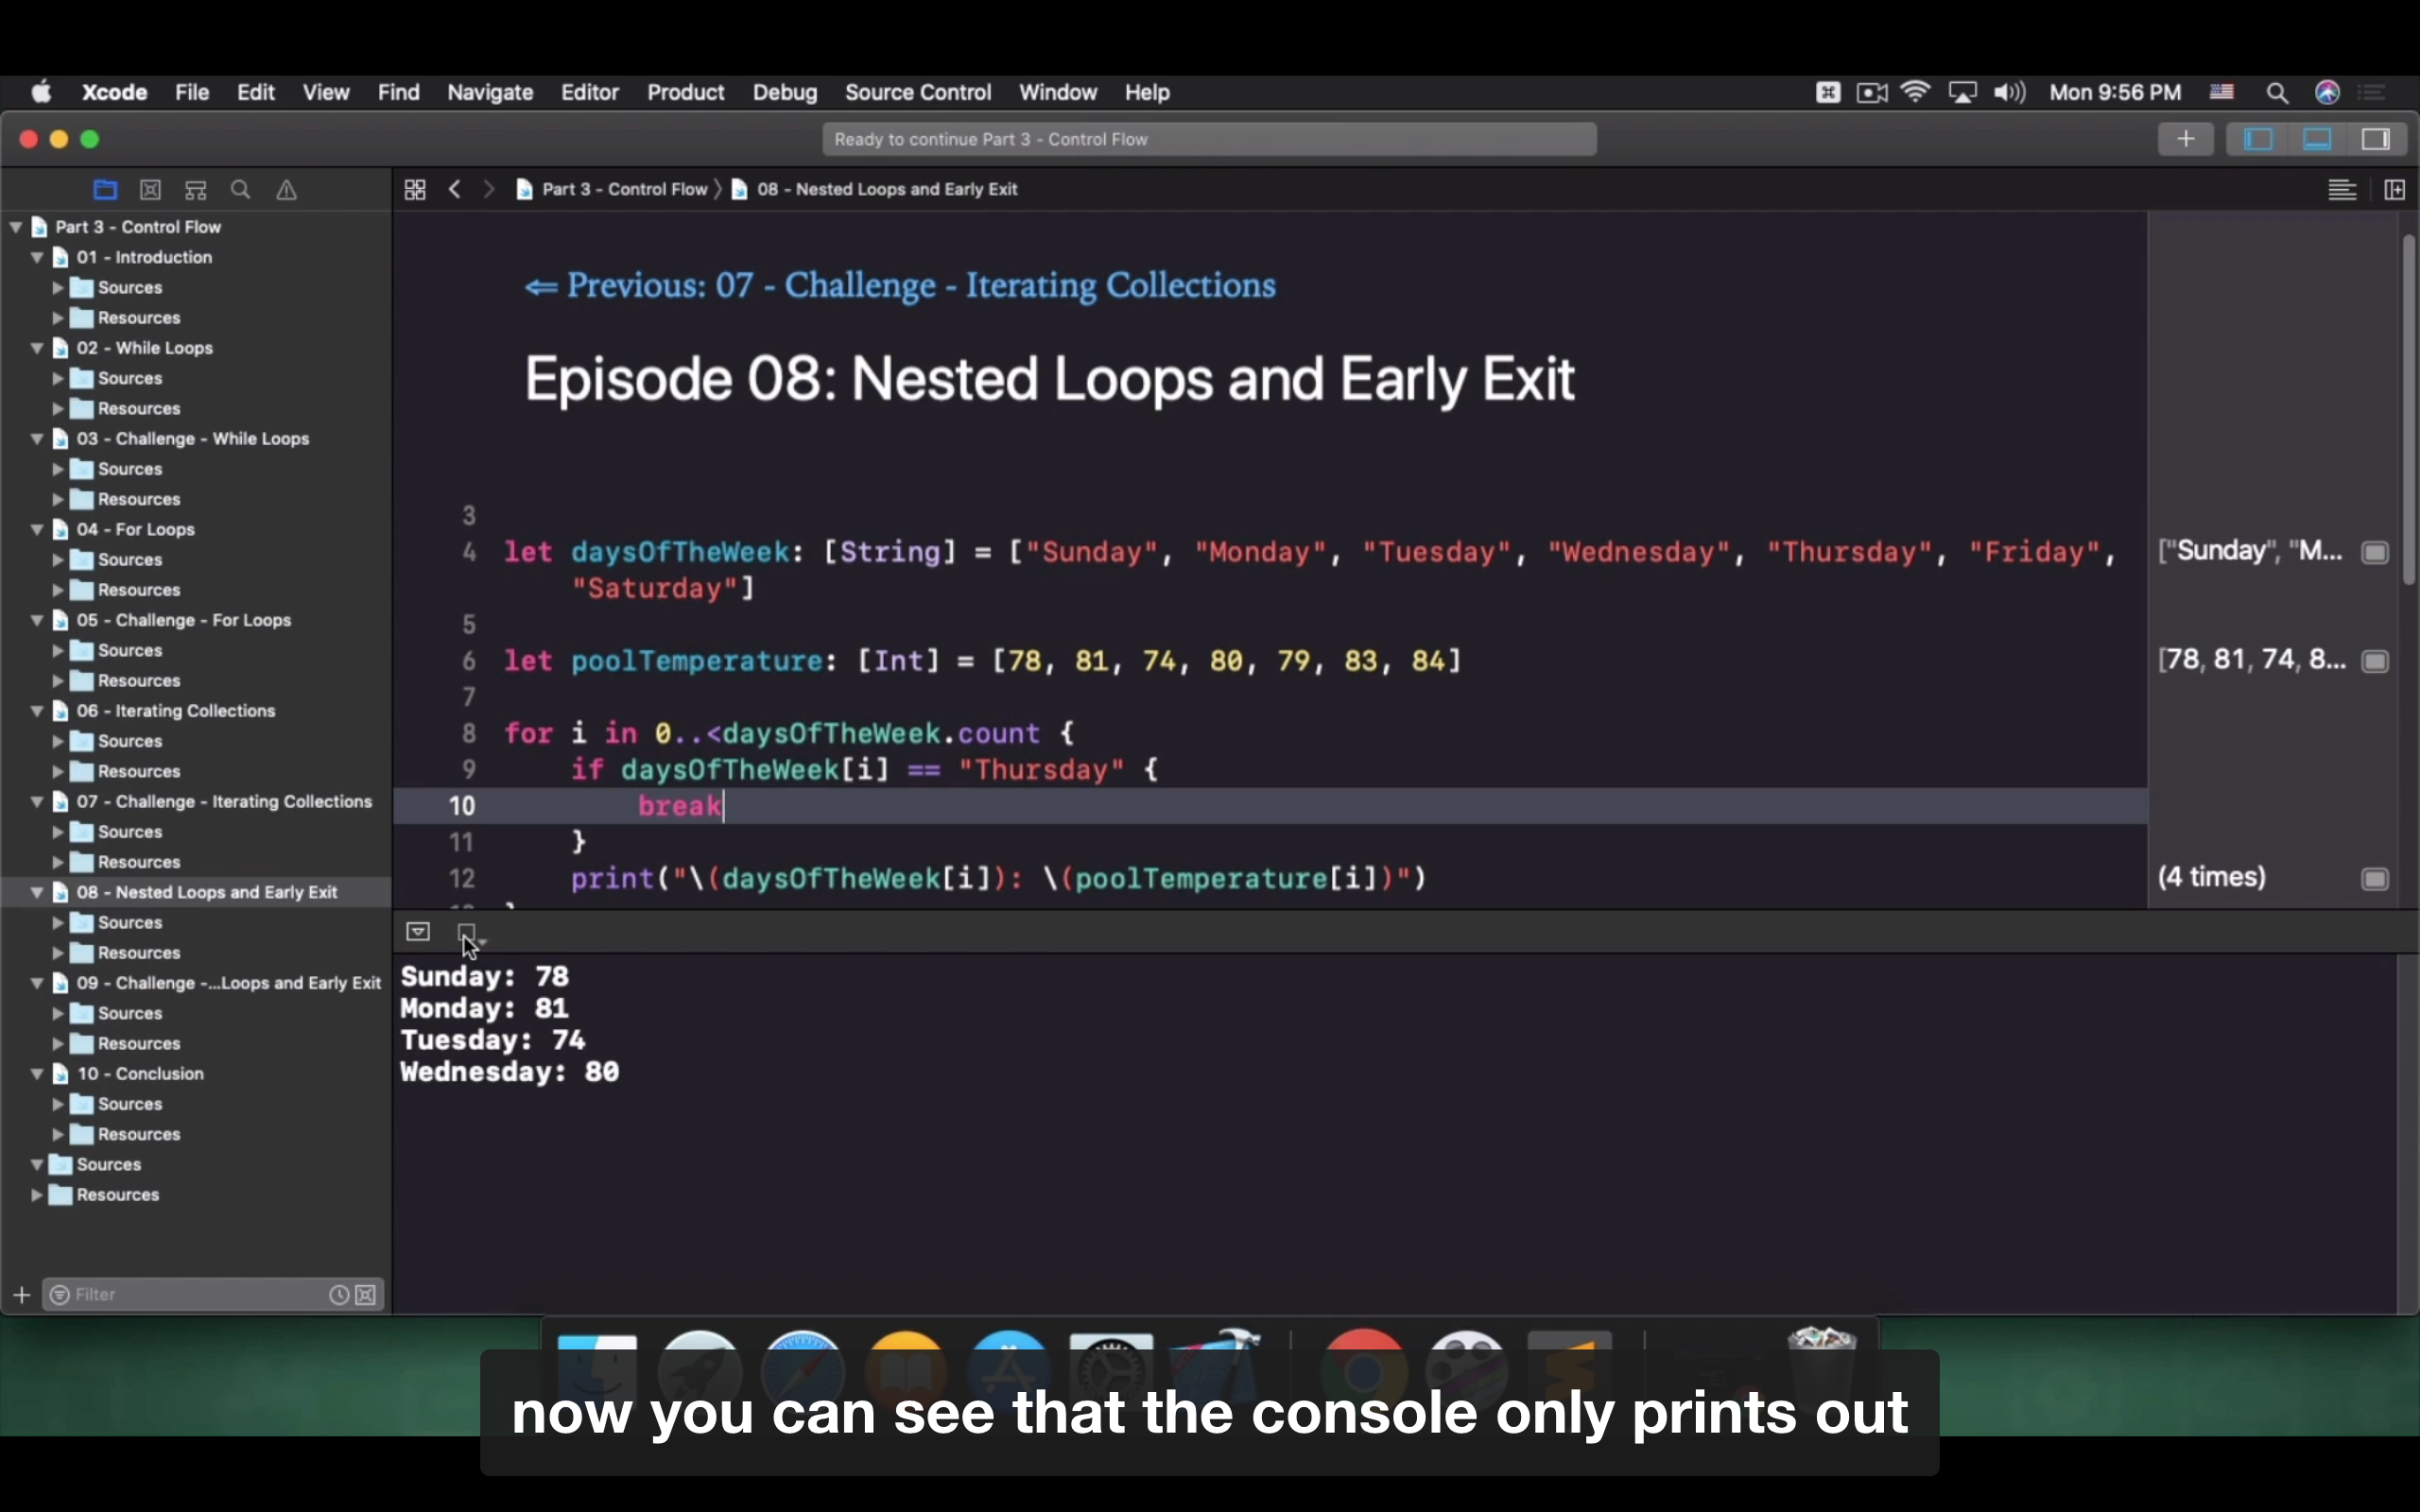 Xcode File Edit View Find Navigate Editor Product Debug Source Control Window Help Mon 9:56 PM
Ready to continue Part 3 - Control Flow
Part 3 - Control Flow 〉 08 - Nested Loops and Early Exit
Part 3 - Control Flow
01 - Introduction
Sources
Resources
02 - While Loops
Sources
Resources
03 - Challenge - While Loops
Sources
Resources
04 - For Loops
Sources
Resources
05 - Challenge - For Loops
Sources
Resources
06 - Iterating Collections
Sources
Resources
07 - Challenge - Iterating Collections
Sources
Resources
08 - Nested Loops and Early Exit
Sources
Resources
09 - Challenge -...Loops and Early Exit
Sources
Resources
10 - Conclusion
Sources
Resources
Sources
Resources
Filter
⇐ Previous: 07 - Challenge - Iterating Collections
Episode 08: Nested Loops and Early Exit
3
4 let daysOfTheWeek: [String] = ["Sunday", "Monday", "Tuesday", "Wednesday", "Thursday", "Friday",
"Saturday"]
5
6 let poolTemperature: [Int] = [78, 81, 74, 80, 79, 83, 84]
7
8 for i in 0..<daysOfTheWeek.count {
9 if daysOfTheWeek[i] == "Thursday" {
10 break
11 }
12 print("\(daysOfTheWeek[i]): \(poolTemperature[i])")
["Sunday", "M...
[78, 81, 74, 8...
(4 times)
Sunday: 78
Monday: 81
Tuesday: 74
Wednesday: 80
now you can see that the console only prints out